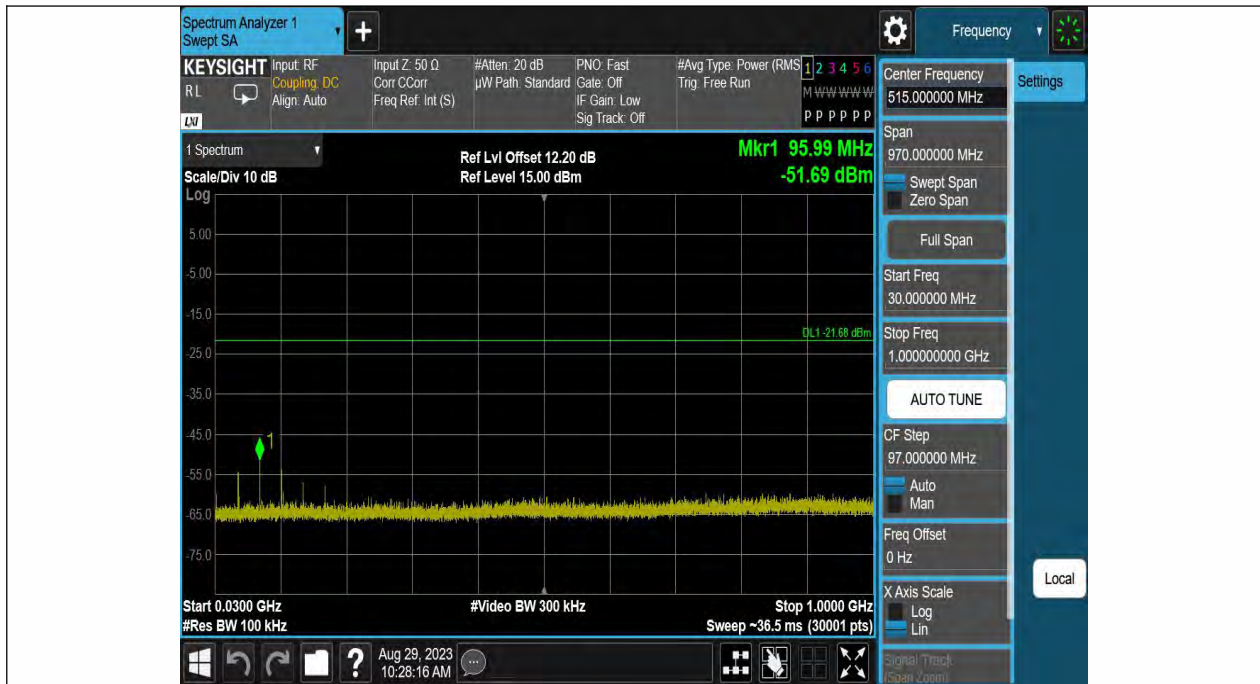 Spectrum Analyzer 1
Swept SA
+
Frequency
KEYSIGHT
RL
LXI
Input: RF
Coupling: DC
Align: Auto
Input Z: 50 Ω
Corr CCorr
Freq Ref: Int (S)
#Atten: 20 dB
µW Path: Standard
PNO: Fast
Gate: Off
IF Gain: Low
Sig Track: Off
#Avg Type: Power (RMS
Trig: Free Run
1 2 3 4 5 6
M W W W W W
P P P P P P
1 Spectrum
Scale/Div 10 dB
Log
Ref Lvl Offset 12.20 dB
Ref Level 15.00 dBm
Mkr1 95.99 MHz
-51.69 dBm
5.00
-5.00
-15.0
DL1 -21.68 dBm
-25.0
-35.0
-45.0
1
-55.0
-65.0
-75.0
Start 0.0300 GHz
#Res BW 100 kHz
#Video BW 300 kHz
Stop 1.0000 GHz
Sweep ~36.5 ms (30001 pts)
Aug 29, 2023
10:28:16 AM
?
Center Frequency
515.000000 MHz
Settings
Span
970.000000 MHz
Swept Span
Zero Span
Full Span
Start Freq
30.000000 MHz
Stop Freq
1.000000000 GHz
AUTO TUNE
CF Step
97.000000 MHz
Auto
Man
Freq Offset
0 Hz
X Axis Scale
Log
Lin
Signal Track
(Span Zoom)
Local